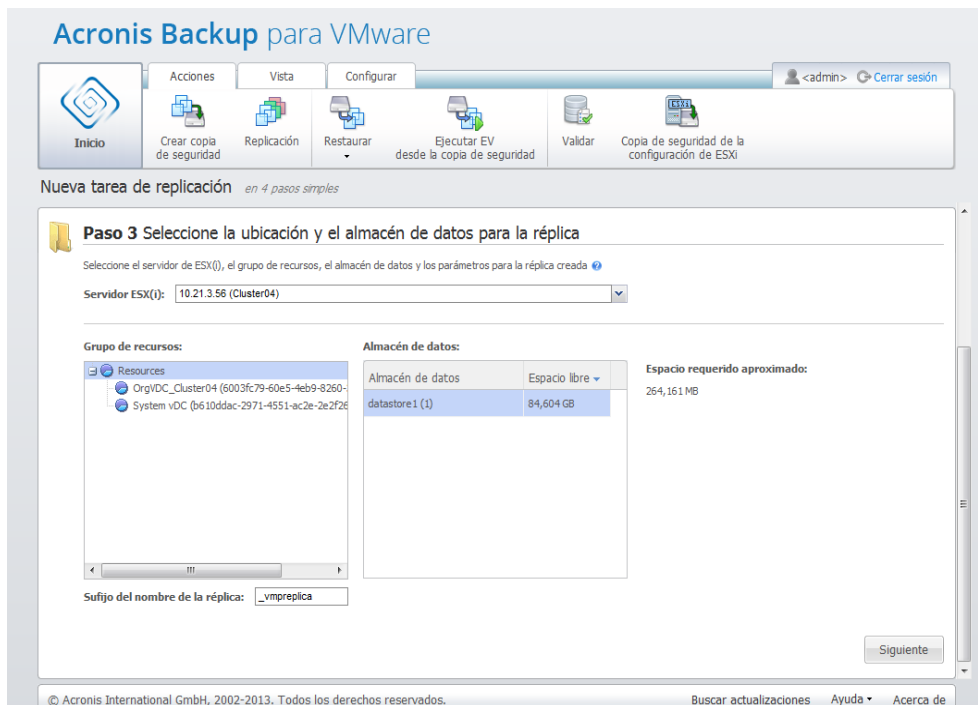 Acronis Backup para VMware
Acciones
Vista
Configurar
<admin>
Cerrar sesión
Inicio
Crear copia
de seguridad
Replicación
Restaurar
Ejecutar EV
desde la copia de seguridad
Validar
ESXi
Copia de seguridad de la
configuración de ESXi
Nueva tarea de replicación en 4 pasos simples
Paso 3 Seleccione la ubicación y el almacén de datos para la réplica
Seleccione el servidor de ESX(i), el grupo de recursos, el almacén de datos y los parámetros para la réplica creada
Servidor ESX(i): 10.21.3.56 (Cluster04)
Grupo de recursos:
Resources
OrgVDC_Cluster04 (6003fc79-60e5-4eb9-8260-
System vDC (b610ddac-2971-4551-ac2e-2e2f26
Almacén de datos:
Almacén de datos Espacio libre
datastore1 (1) 84,604 GB
Espacio requerido aproximado:
264,161 MB
Sufijo del nombre de la réplica: _vmpreplica
Siguiente
© Acronis International GmbH, 2002-2013. Todos los derechos reservados.
Buscar actualizaciones Ayuda Acerca de